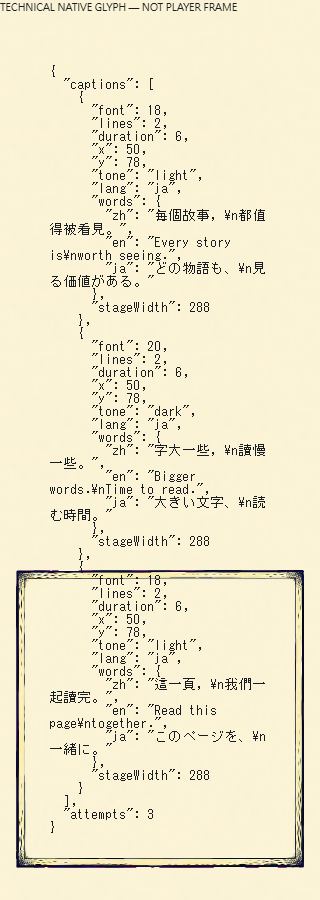 TECHNICAL NATIVE GLYPH — NOT PLAYER FRAME
{
"captions": [
{
"font": 18,
"lines": 2,
"duration": 6,
"x": 50,
"y": 78,
"tone": "light",
"lang": "ja",
"words": {
"zh": "每個故事，¥n都值
得被看見。",
"en": "Every story
is¥nworth seeing.",
"ja": "どの物語も、¥n見
る価値がある。"
},
"stageWidth": 288
},
{
"font": 20,
"lines": 2,
"duration": 6,
"x": 50,
"y": 78,
"tone": "dark",
"lang": "ja",
"words": {
"zh": "字大一些，¥n讀慢
一些。",
"en": "Bigger
words.¥nTime to read.",
"ja": "大きい文字、¥n読
む時間。"
},
"stageWidth": 288
},
{
"font": 18,
"lines": 2,
"duration": 6,
"x": 50,
"y": 78,
"tone": "light",
"lang": "ja",
"words": {
"zh": "這一頁，¥n我們一
起讀完。",
"en": "Read this
page¥ntogether.",
"ja": "このページを、¥n
一緒に。"
},
"stageWidth": 288
}
],
"attempts": 3
}